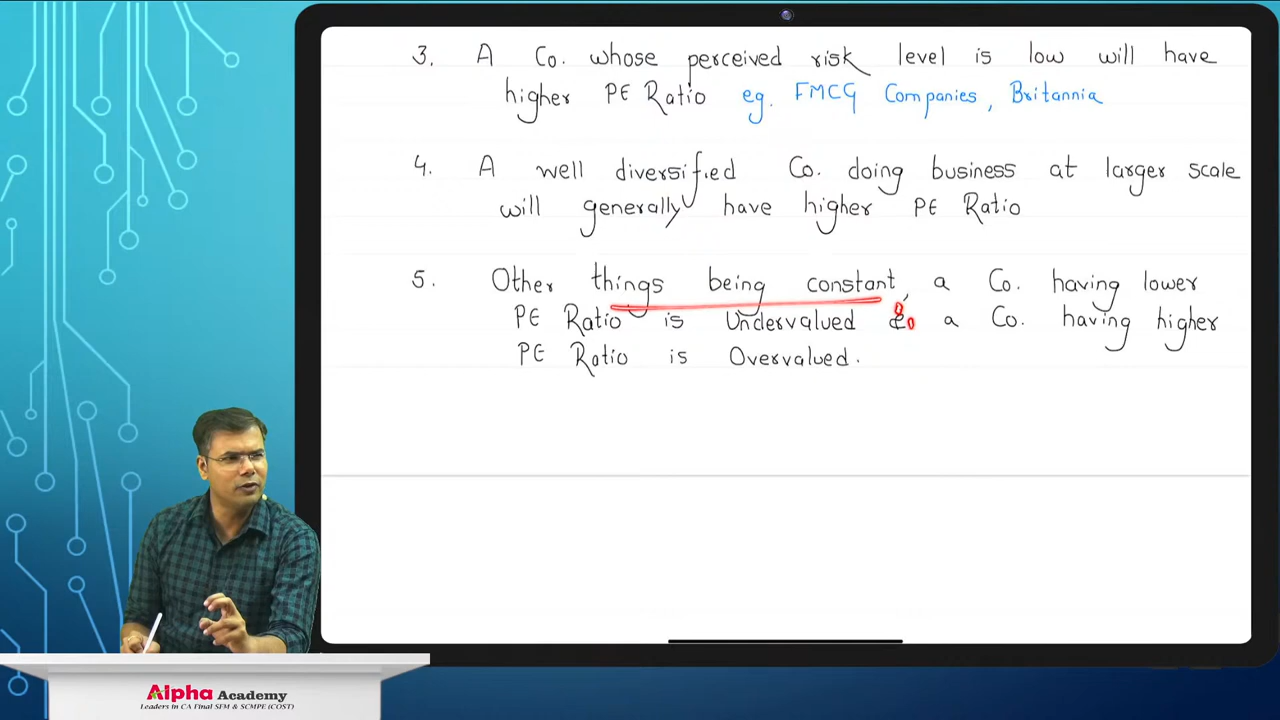 3. A Co. whose perceived risk level is low will have
higher PE Ratio eg. FMCG Companies, Britannia
4. A well diversified Co. doing business at larger scale
will generally have higher PE Ratio
5. Other things being constant, a Co. having lower
PE Ratio is Undervalued & a Co. having higher
PE Ratio is Overvalued.
Alpha Academy
Leaders in CA Final SFM & SCMPE (COST)